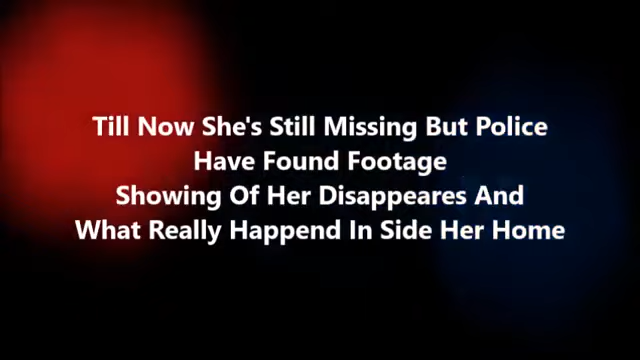 Till Now She's Still Missing But Police
Have Found Footage
Showing Of Her Disappeares And
What Really Happend In Side Her Home